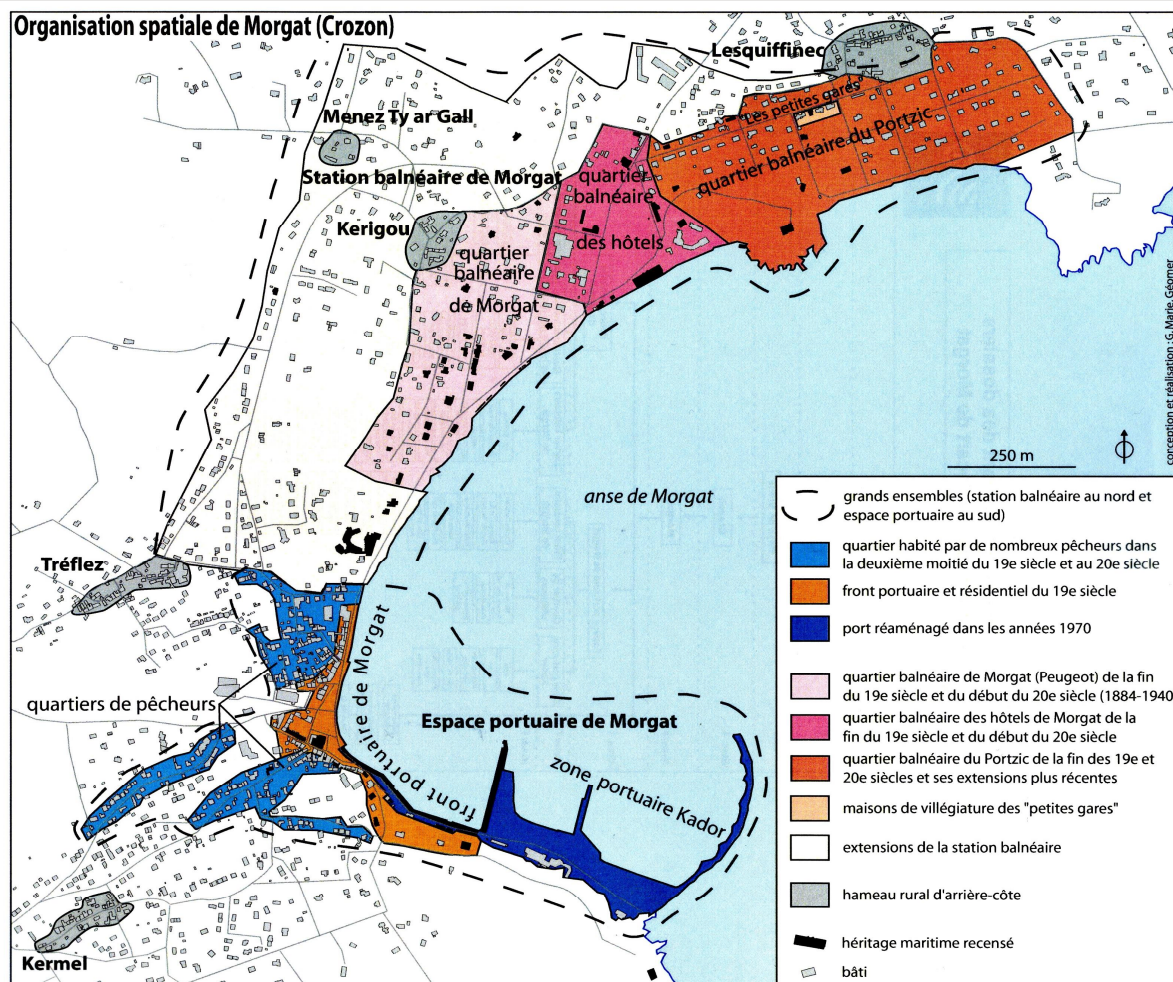 Organisation spatiale de Morgat (Crozon)
Lesquiffinec
Les petites gares
Menez Ty ar Gall
quartier balnéaire du Portzic
Station balnéaire de Morgat
quartier
balnéaire
des hôtels
Kerigou
quartier
balnéaire
de Morgat
conception et réalisation : G. Marie, Géomer
250 m
anse de Morgat
Tréflez
quartiers de pêcheurs
front portuaire de Morgat
Espace portuaire de Morgat
zone portuaire Kador
Kermel
grands ensembles (station balnéaire au nord et
espace portuaire au sud)
quartier habité par de nombreux pêcheurs dans
la deuxième moitié du 19e siècle et au 20e siècle
front portuaire et résidentiel du 19e siècle
port réaménagé dans les années 1970
quartier balnéaire de Morgat (Peugeot) de la fin
du 19e siècle et du début du 20e siècle (1884-1940)
quartier balnéaire des hôtels de Morgat de la
fin du 19e siècle et du début du 20e siècle
quartier balnéaire du Portzic de la fin des 19e et
20e siècles et ses extensions plus récentes
maisons de villégiature des "petites gares"
extensions de la station balnéaire
hameau rural d'arrière-côte
héritage maritime recensé
bâti